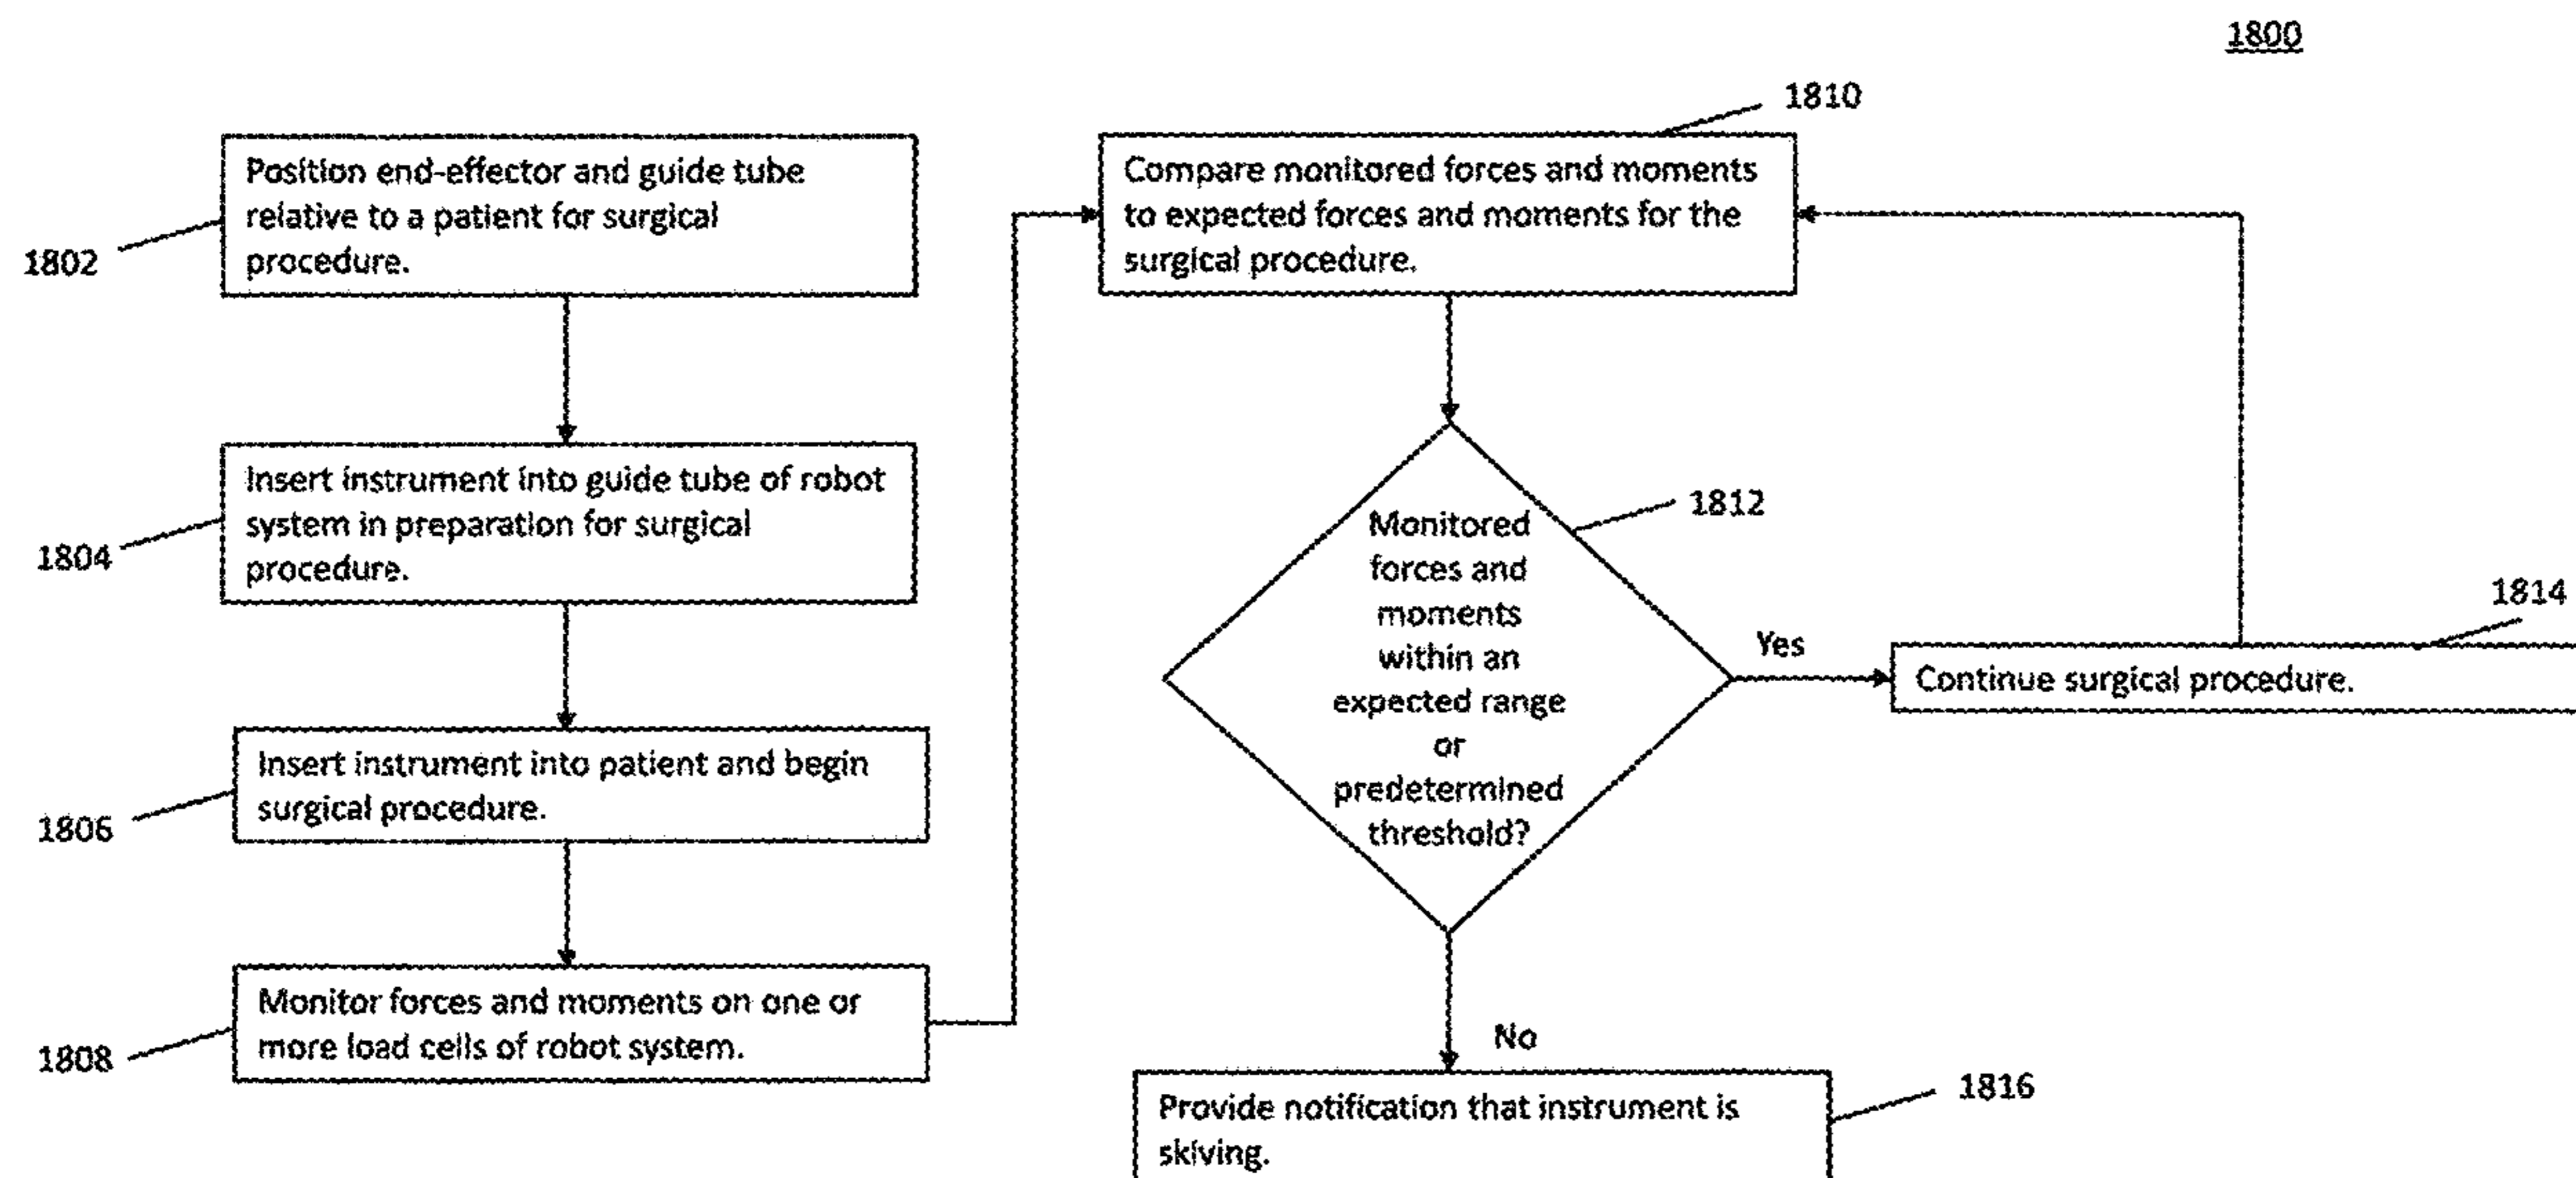 1800
1802
Position end-effector and guide tube
relative to a patient for surgical
procedure.
1804
Insert instrument into guide tube of robot
system in preparation for surgical
procedure.
1806
Insert instrument into patient and begin
surgical procedure.
1808
Monitor forces and moments on one or
more load cells of robot system.
1810
Compare monitored forces and moments
to expected forces and moments for the
surgical procedure.
1812
Monitored
forces and
moments
within an
expected range
or
predetermined
threshold?
Yes
1814
Continue surgical procedure.
No
1816
Provide notification that instrument is
skiving.